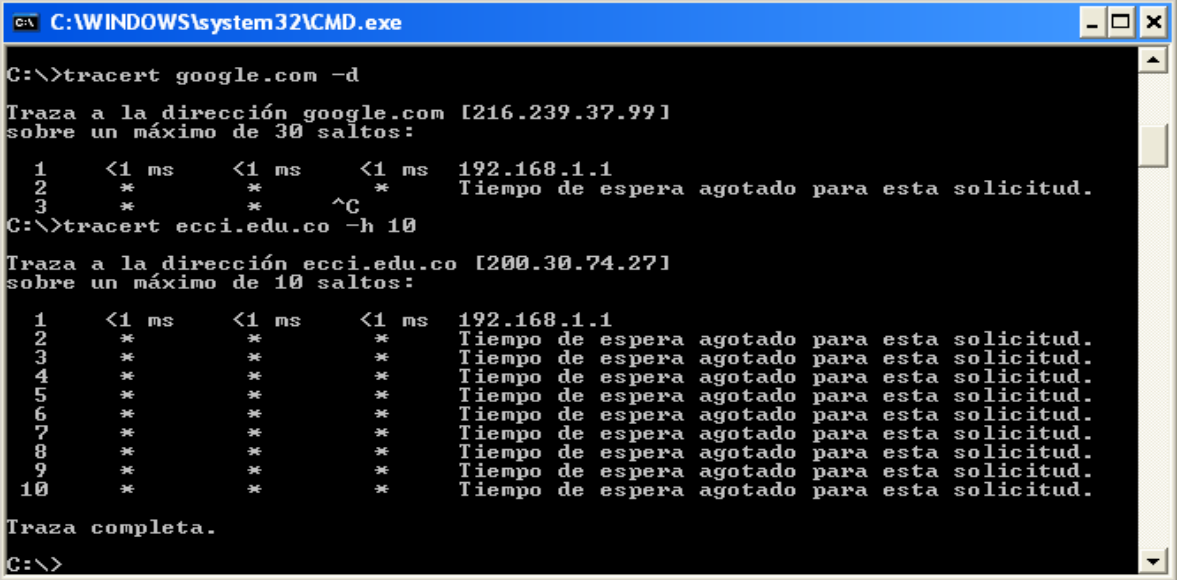 C:\WINDOWS\system32\CMD.exe
C:\>tracert google.com -d
Traza a la dirección google.com [216.239.37.99]
sobre un máximo de 30 saltos:
1 <1 ms <1 ms <1 ms 192.168.1.1
2 * * * Tiempo de espera agotado para esta solicitud.
3 * * ^C
C:\>tracert ecci.edu.co -h 10
Traza a la dirección ecci.edu.co [200.30.74.27]
sobre un máximo de 10 saltos:
1 <1 ms <1 ms <1 ms 192.168.1.1
2 * * * Tiempo de espera agotado para esta solicitud.
3 * * * Tiempo de espera agotado para esta solicitud.
4 * * * Tiempo de espera agotado para esta solicitud.
5 * * * Tiempo de espera agotado para esta solicitud.
6 * * * Tiempo de espera agotado para esta solicitud.
7 * * * Tiempo de espera agotado para esta solicitud.
8 * * * Tiempo de espera agotado para esta solicitud.
9 * * * Tiempo de espera agotado para esta solicitud.
10 * * * Tiempo de espera agotado para esta solicitud.
Traza completa.
C:\>